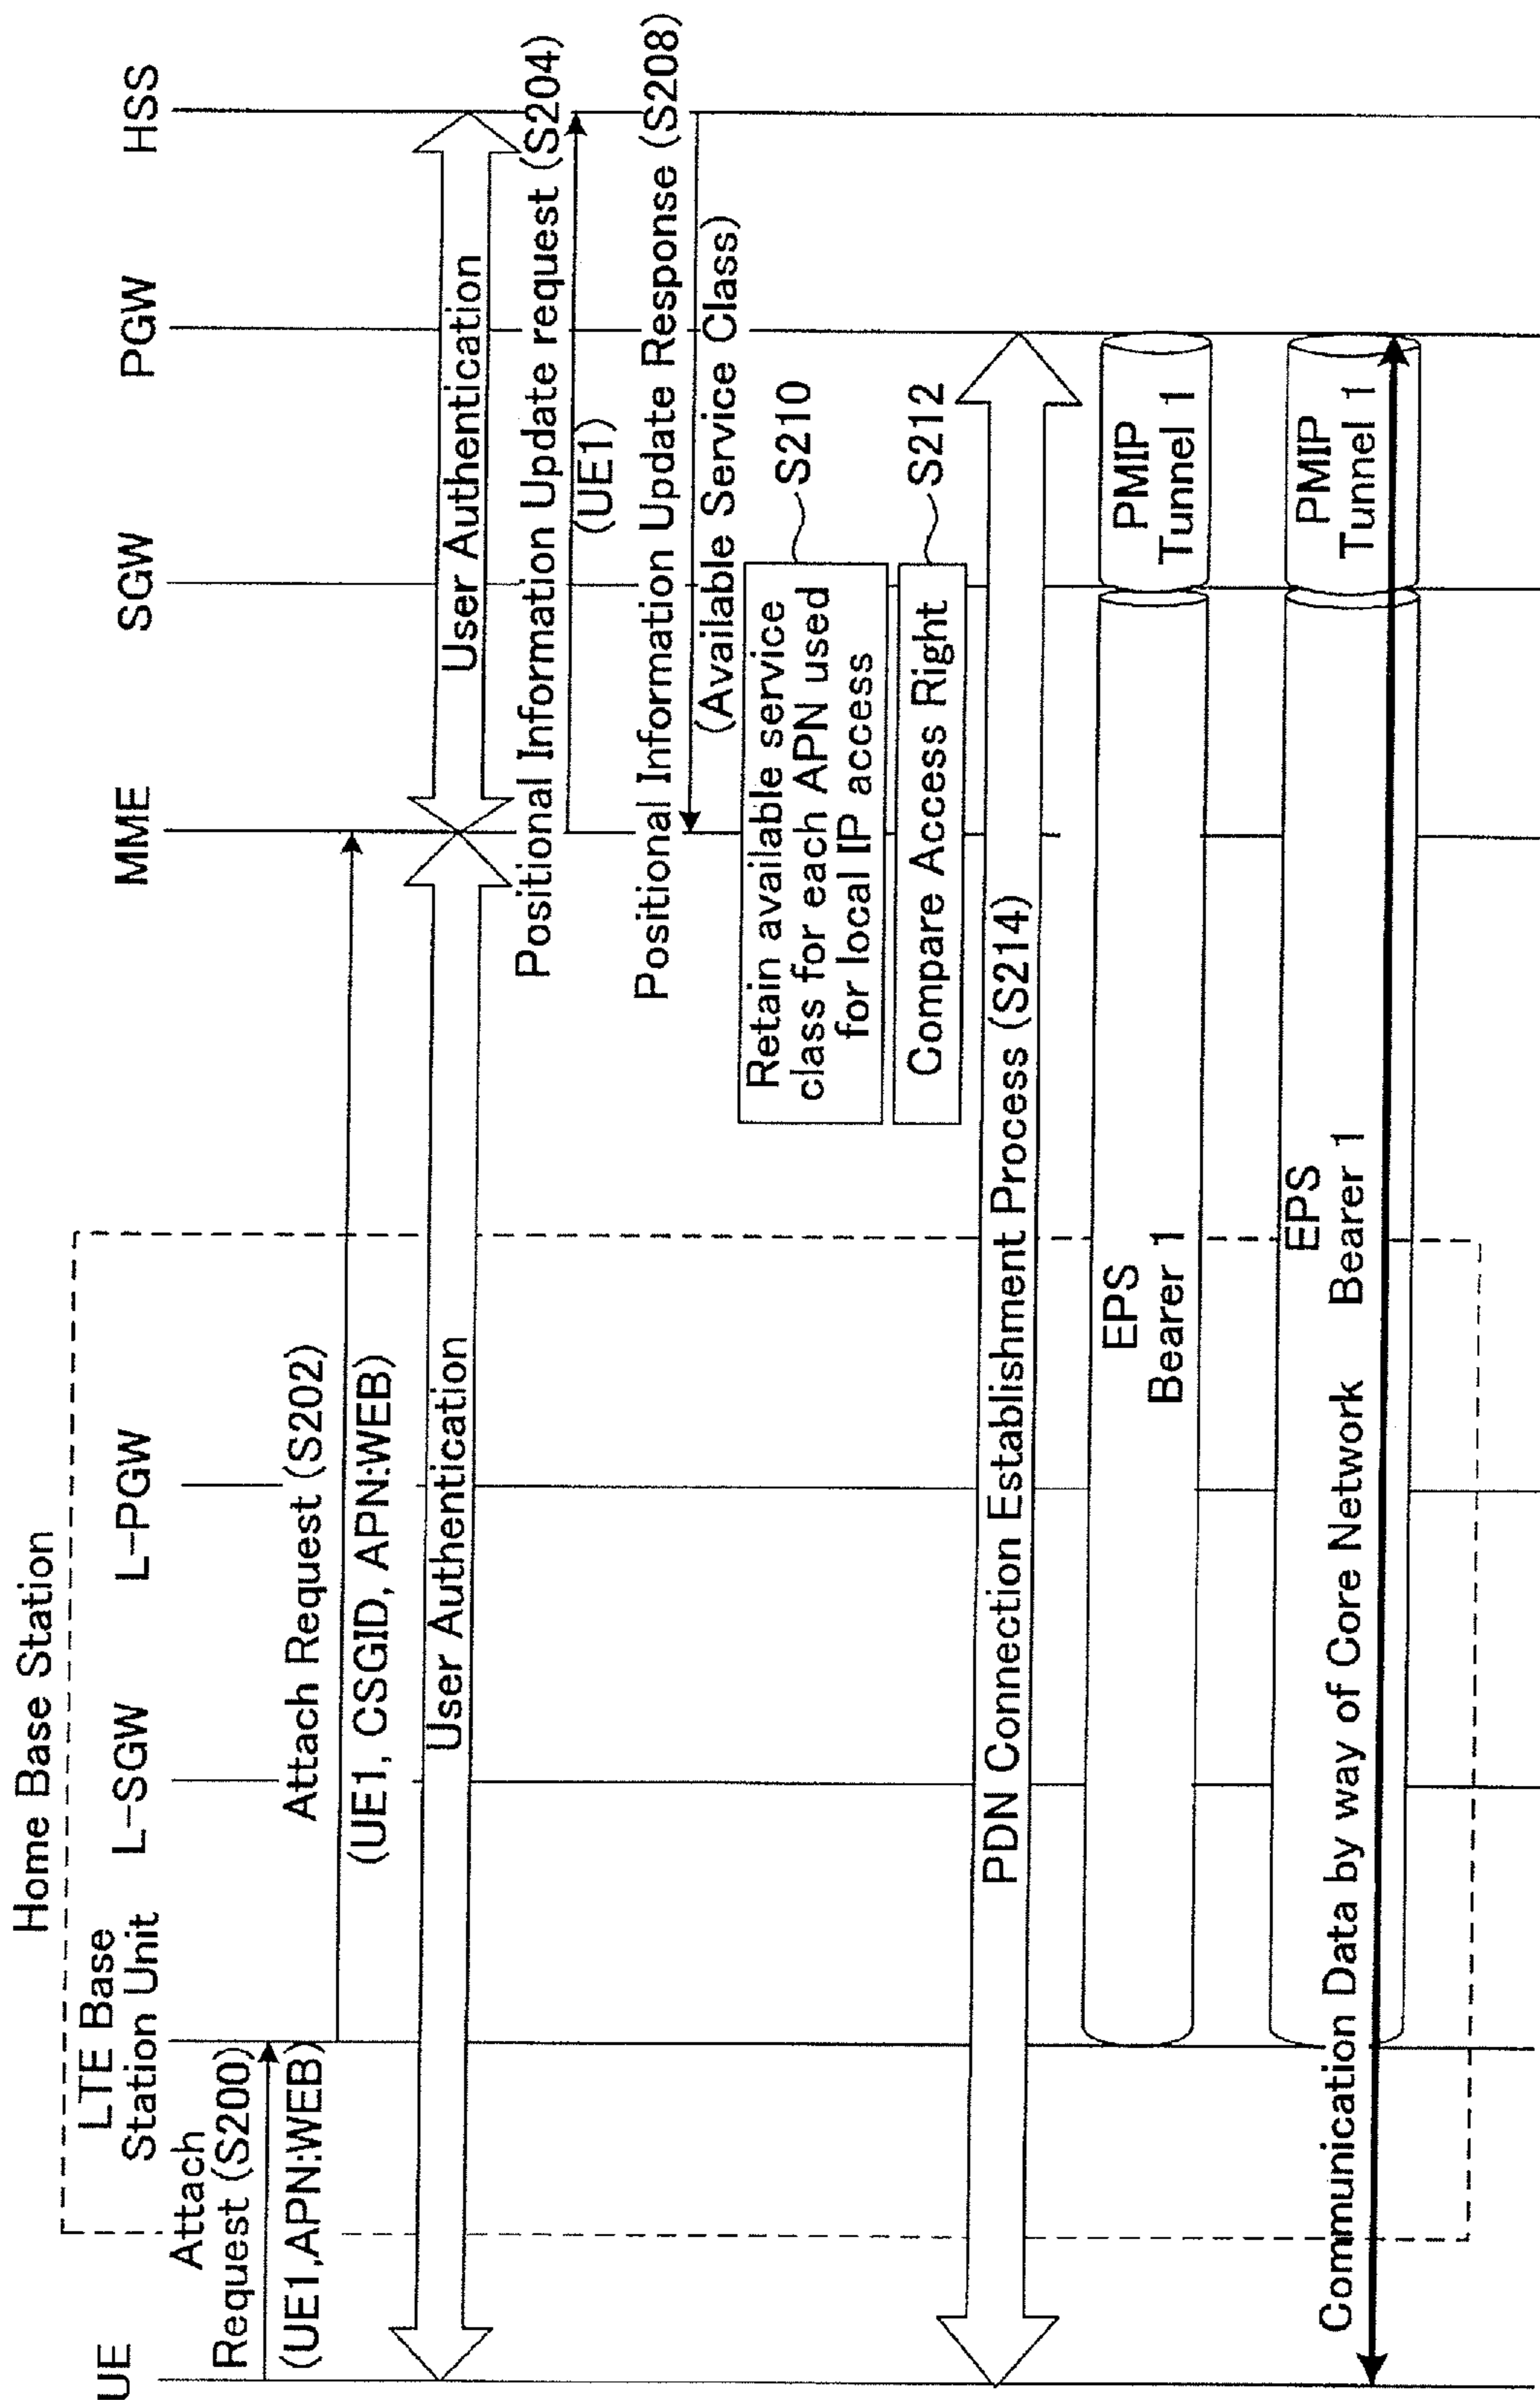 Home Base Station
UE
LTE Base
Station Unit
L-SGW
L-PGW
MME
SGW
PGW
HSS
Attach
Request (S200)
(UE1,APN:WEB)
Attach Request (S202)
(UE1, CSGID, APN:WEB)
User Authentication
User Authentication
Positional Information Update request (S204)
(UE1)
Positional Information Update Response (S208)
(Available Service Class)
Retain available service
class for each APN used
for local IP access
S210
Compare Access Right
S212
PDN Connection Establishment Process (S214)
EPS
Bearer 1
PMIP
Tunnel 1
EPS
Bearer 1
PMIP
Tunnel 1
Communication Data by way of Core Network